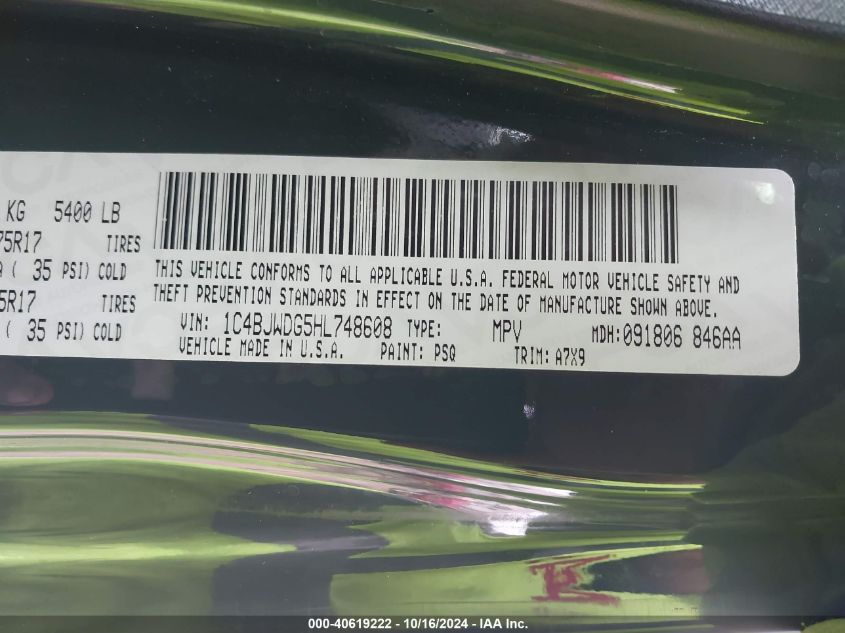 KG 5400 LB
75R17 TIRES
( 35 PSI) COLD
5R17 TIRES
( 35 PSI) COLD
THIS VEHICLE CONFORMS TO ALL APPLICABLE U.S.A. FEDERAL MOTOR VEHICLE SAFETY AND
THEFT PREVENTION STANDARDS IN EFFECT ON THE DATE OF MANUFACTURE SHOWN ABOVE.
VIN: 1C4BJWDG5HL748608 TYPE: MPV MDH:091806 846AA
VEHICLE MADE IN U.S.A. PAINT: PSQ TRIM: A7X9
000-40619222 - 10/16/2024 - IAA Inc.